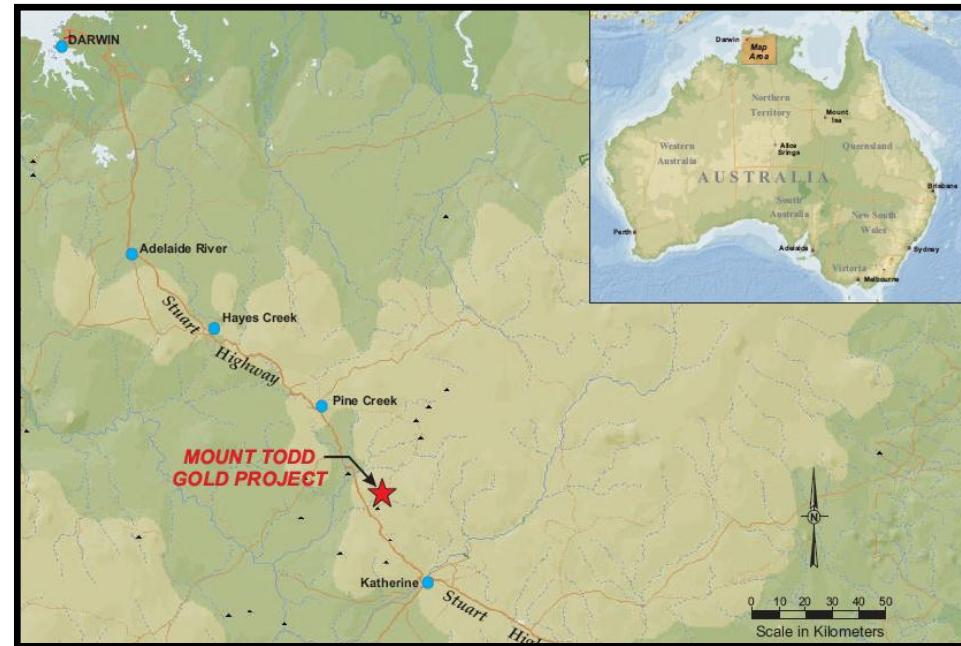 DARWIN
Adelaide River
Hayes Creek
Stuart
Highway
Pine Creek
MOUNT TODD
GOLD PROJECT
Katherine
Stuart
High
N
0 10 20 30 40 50
Scale in Kilometers
Darwin
Map
Area
Northern
Territory
Mount
Isa
Western
Australia
Alice
Srings
Queensland
AUSTRALIA
Brisbane
South
Australia
New South
Wales
Perth
Adelaide
Sydney
Victoria
Melbourne